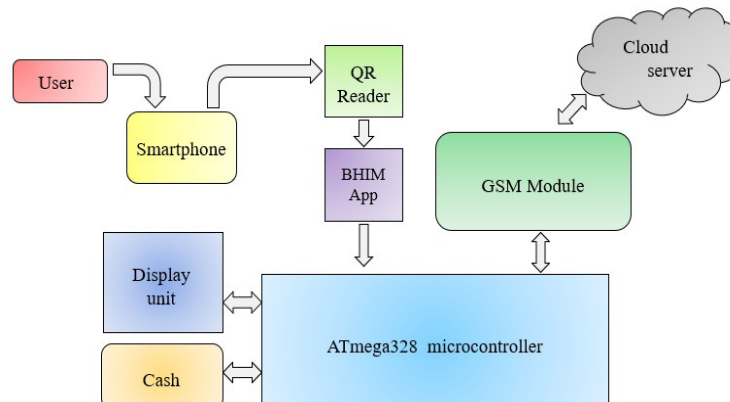 User
Smartphone
QR
Reader
BHIM
App
Cloud
server
GSM Module
Display
unit
ATmega328 microcontroller
Cash